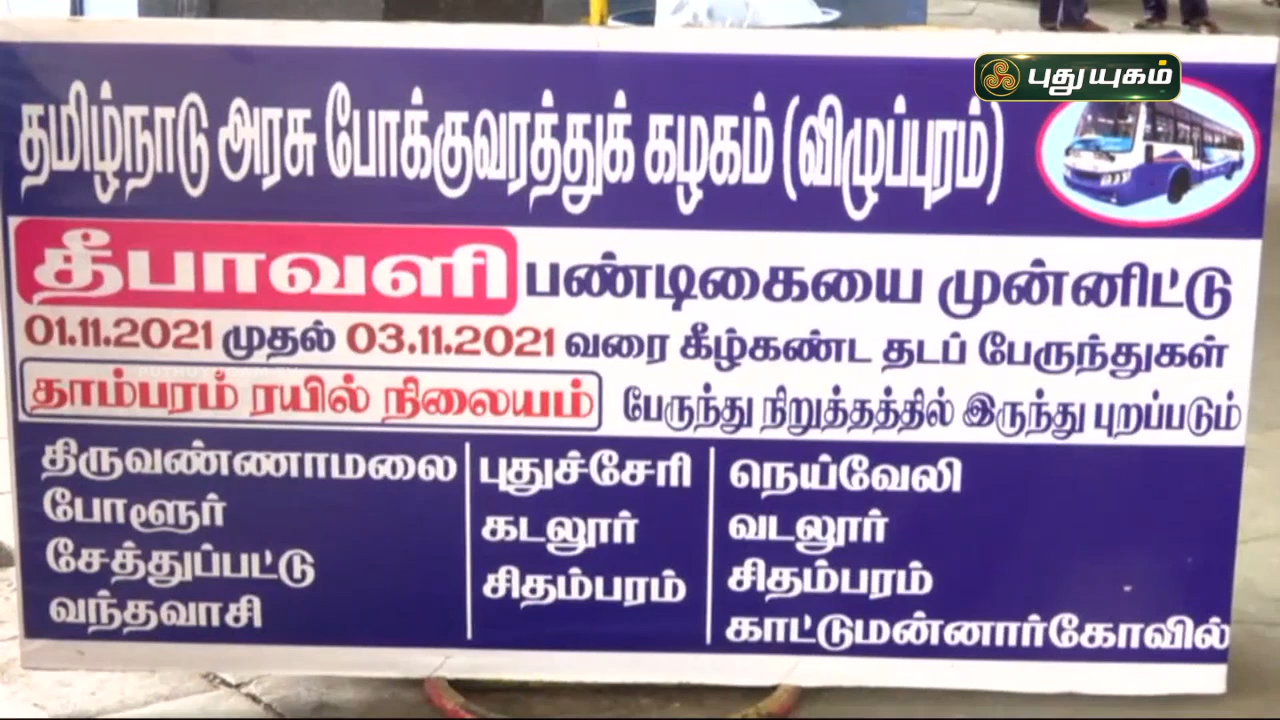 புதுயுகம்
தமிழ்நாடு அரசு போக்குவரத்துக் கழகம் (விழுப்புரம்)
தீபாவளி பண்டிகையை முன்னிட்டு
01.11.2021 முதல் 03.11.2021 வரை கீழ்கண்ட தடப் பேருந்துகள்
தாம்பரம் ரயில் நிலையம் பேருந்து நிறுத்தத்தில் இருந்து புறப்படும்
திருவண்ணாமலை
போளூர்
சேத்துப்பட்டு
வந்தவாசி
புதுச்சேரி
கடலூர்
சிதம்பரம்
நெய்வேலி
வடலூர்
சிதம்பரம்
காட்டுமன்னார்கோவில்